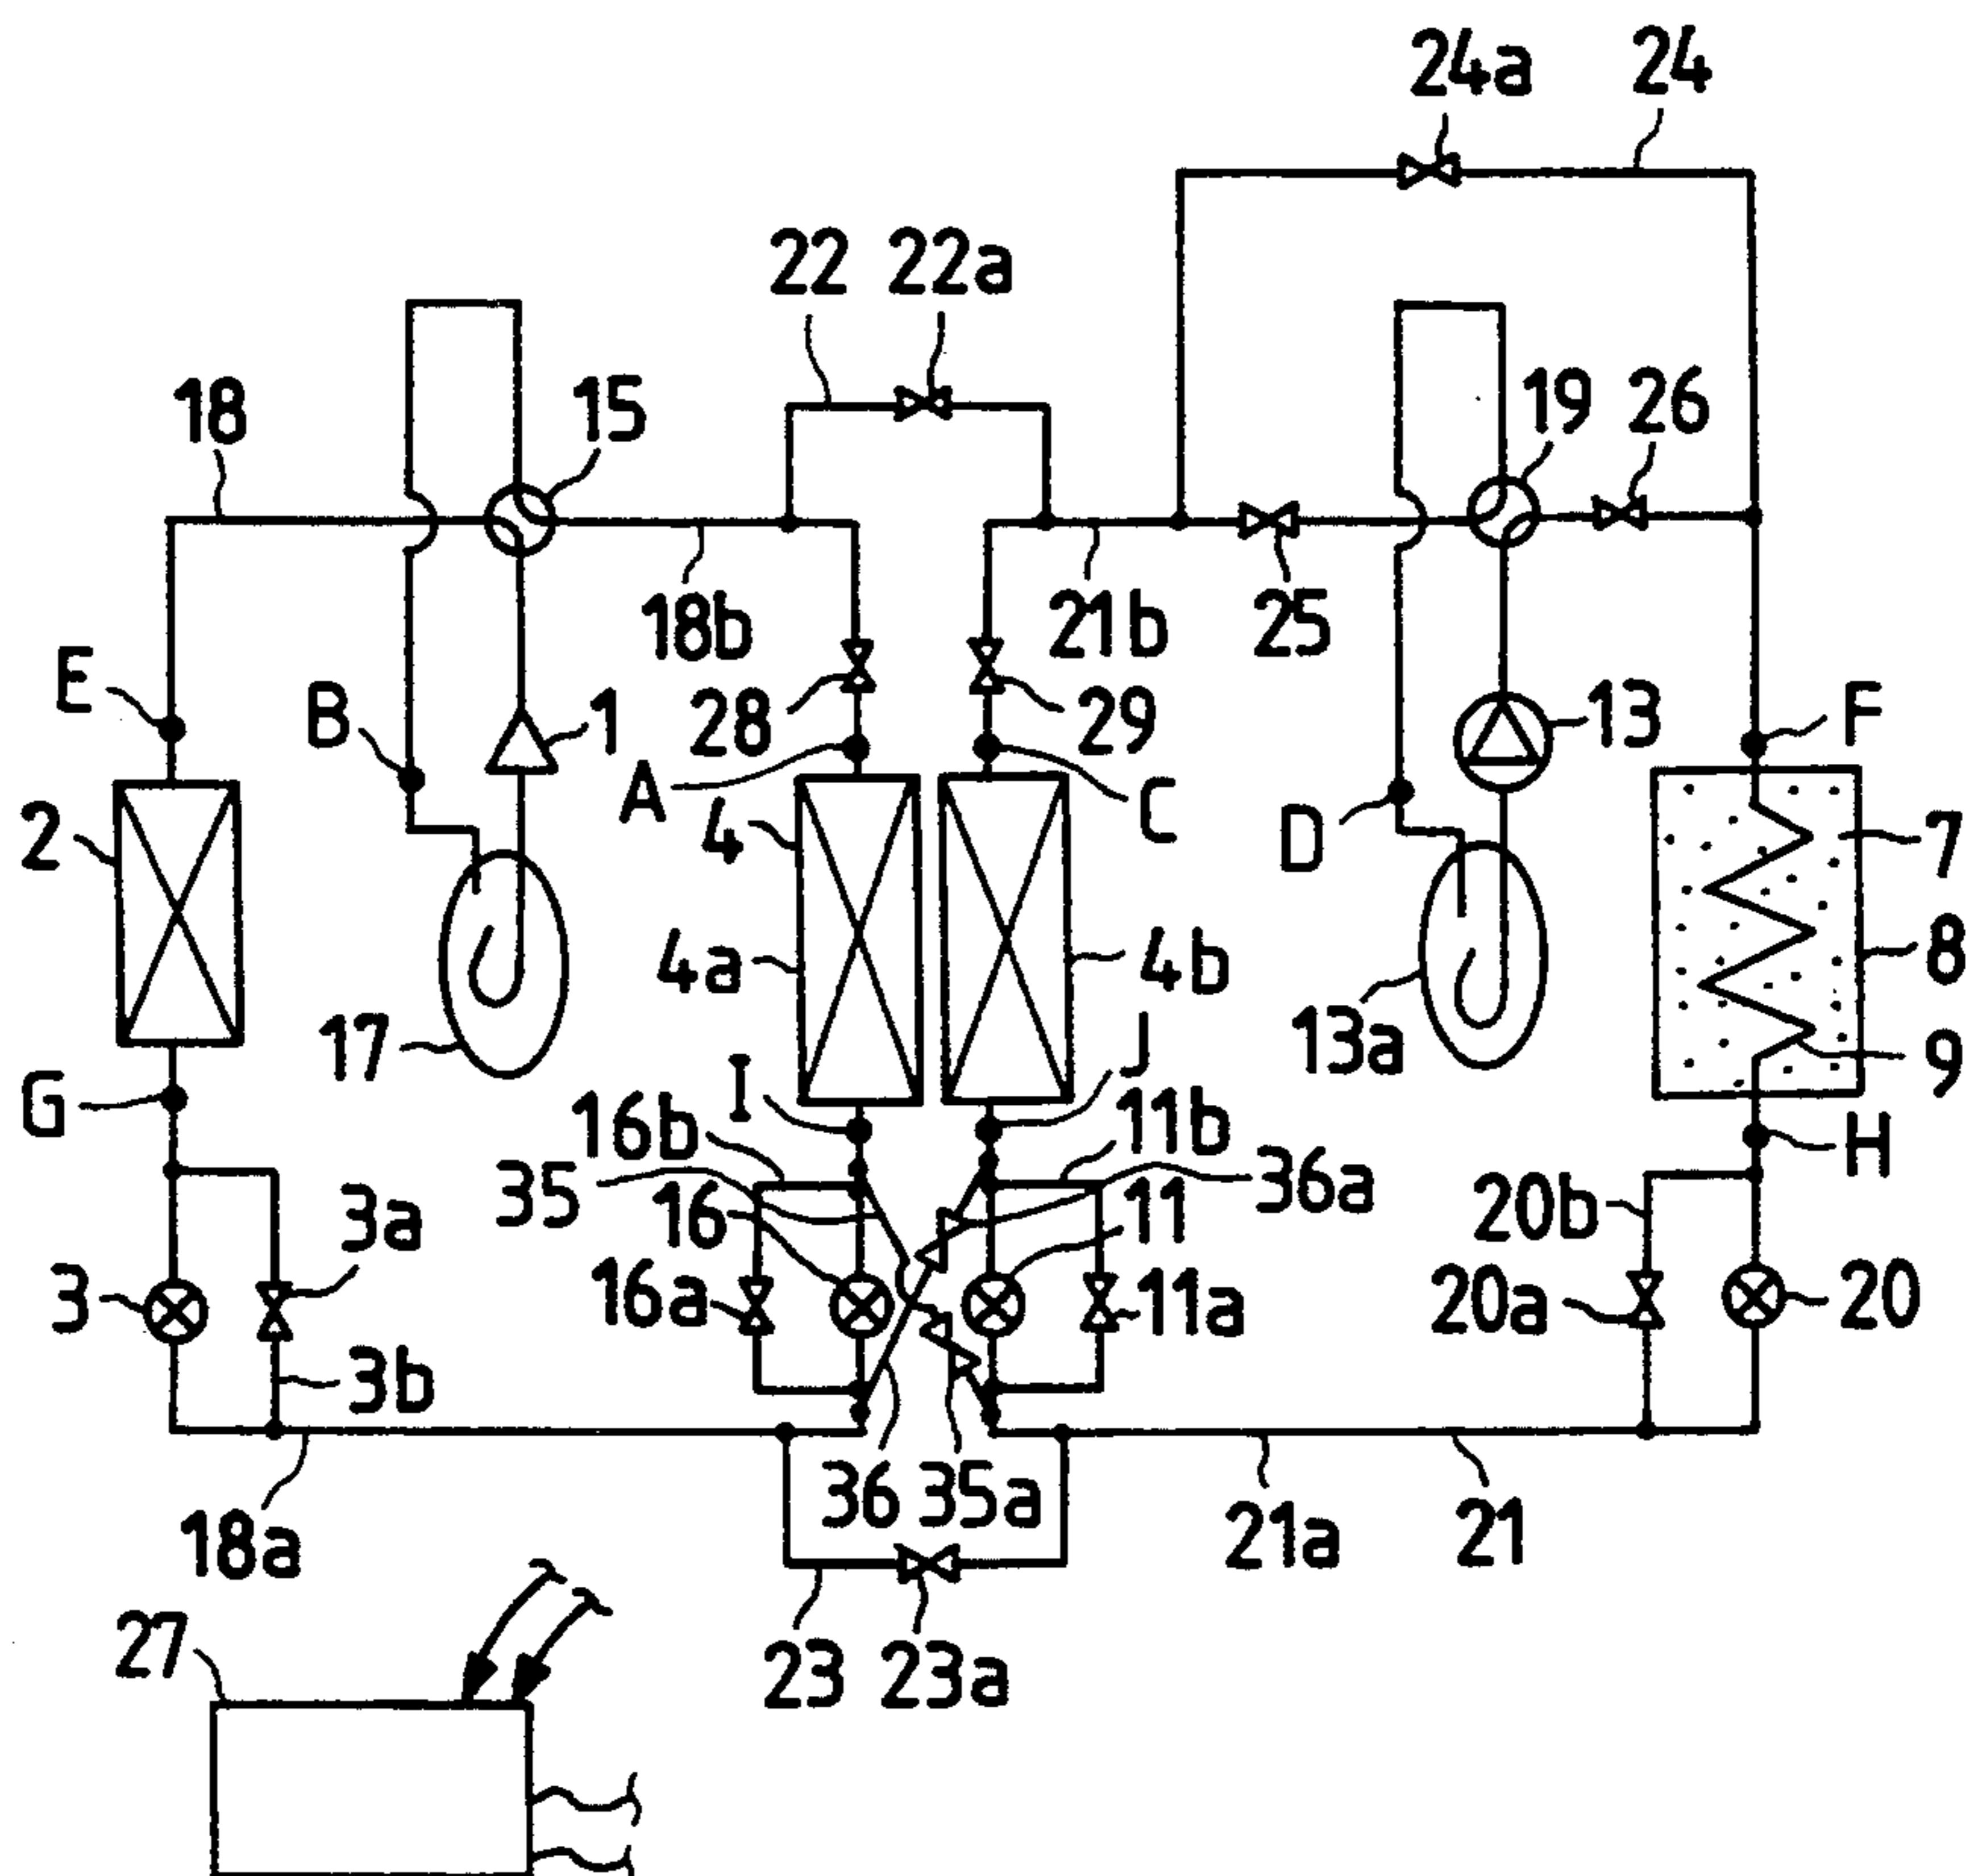 24a 24
22 22a
18 15 19 26
18b 21b 25
E B 1 28 29 13 F
A C D
2 4 7
4a 4b 8
17 I J 13a 9
G 16b 11b H
35 16 11 36a 20b
3a
3 16a 11a 20a 20
3b
36 35a
18a 21a 21
27 23 23a